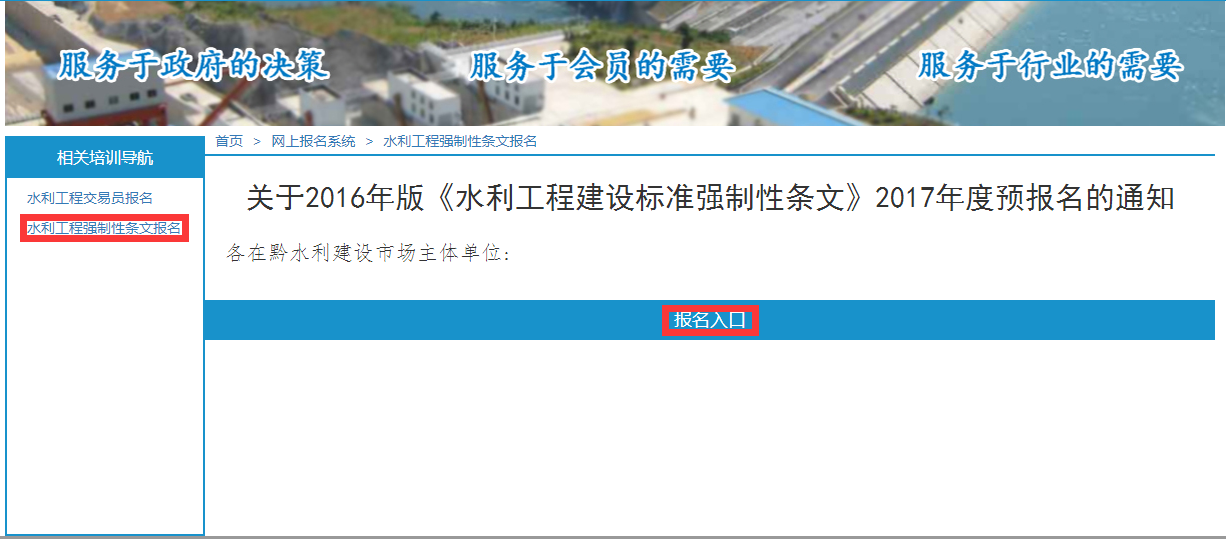 服务于政府的决策 服务于会员的需要 服务于行业的需要
首页 > 网上报名系统 > 水利工程强制性条文报名
相关培训导航
水利工程交易员报名
水利工程强制性条文报名
关于2016年版《水利工程建设标准强制性条文》2017年度预报名的通知
各在黔水利建设市场主体单位:
报名入口